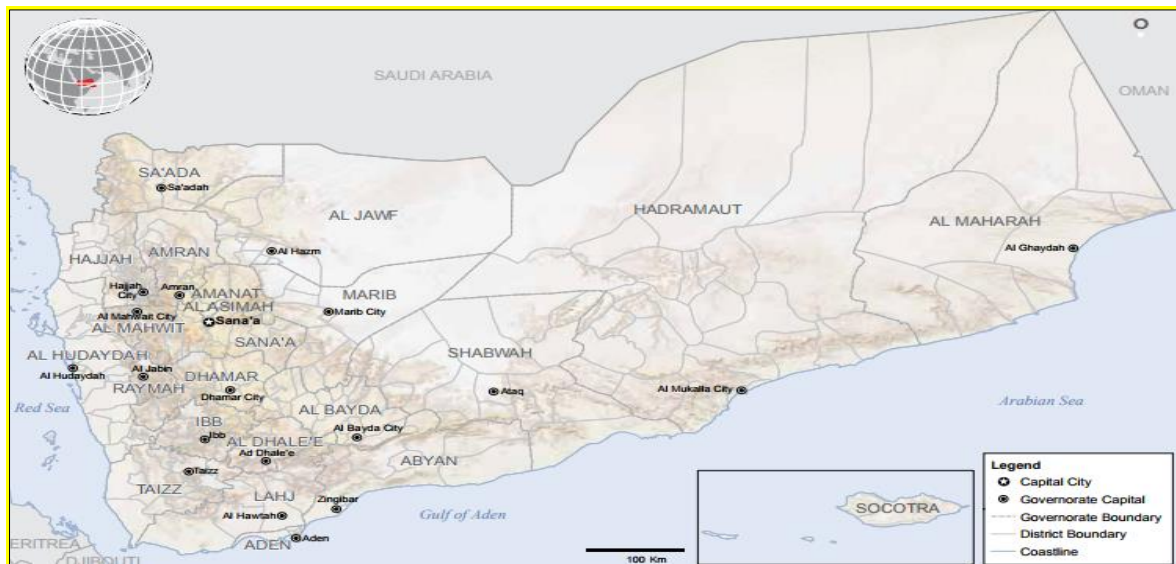 SAUDI ARABIA
OMAN
SA'ADA
Sa'adah
AL JAWF
HADRAMAUT
AL MAHARAH
Al Ghaydah
Al Hazm
AMRAN
HAJJAH
Hajjah
City
Amran
AMANAT
AL ASIMAH
Sana'a
MARIB
Marib City
Al Mahwait City
AL MAHWIT
SANA'A
SHABWAH
AL HUDAYDAH
Al Hudaydah
Al Jabin
RAYMAH
DHAMAR
Dhamar City
Ataq
Al Mukalla City
Red Sea
Arabian Sea
AL BAYDA
Al Bayda City
IBB
Ibb
AL DHALE'E
Ad Dhale'e
ABYAN
Taizz
TAIZZ
LAHJ
Zingibar
Al Hawtah
Gulf of Aden
Aden
ADEN
ERITREA
DJIBOUTI
100 Km
SOCOTRA
Legend
Capital City
Governorate Capital
Governorate Boundary
District Boundary
Coastline